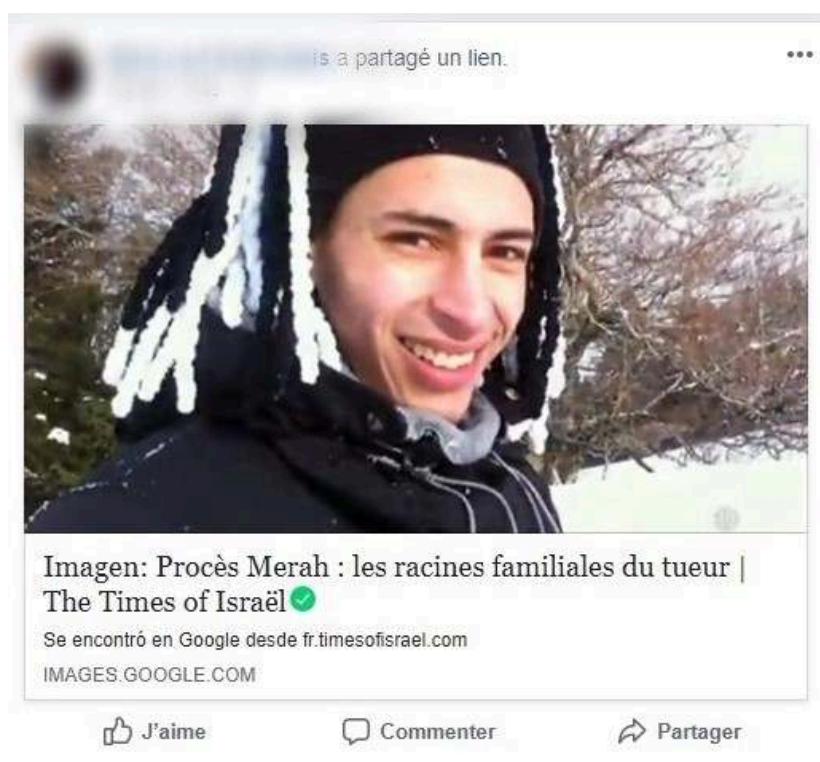 is a partagé un lien.
Imagen: Procès Merah : les racines familiales du tueur |
The Times of Israël
Se encontró en Google desde fr.timesofisrael.com
IMAGES.GOOGLE.COM
J'aime
Commenter
Partager